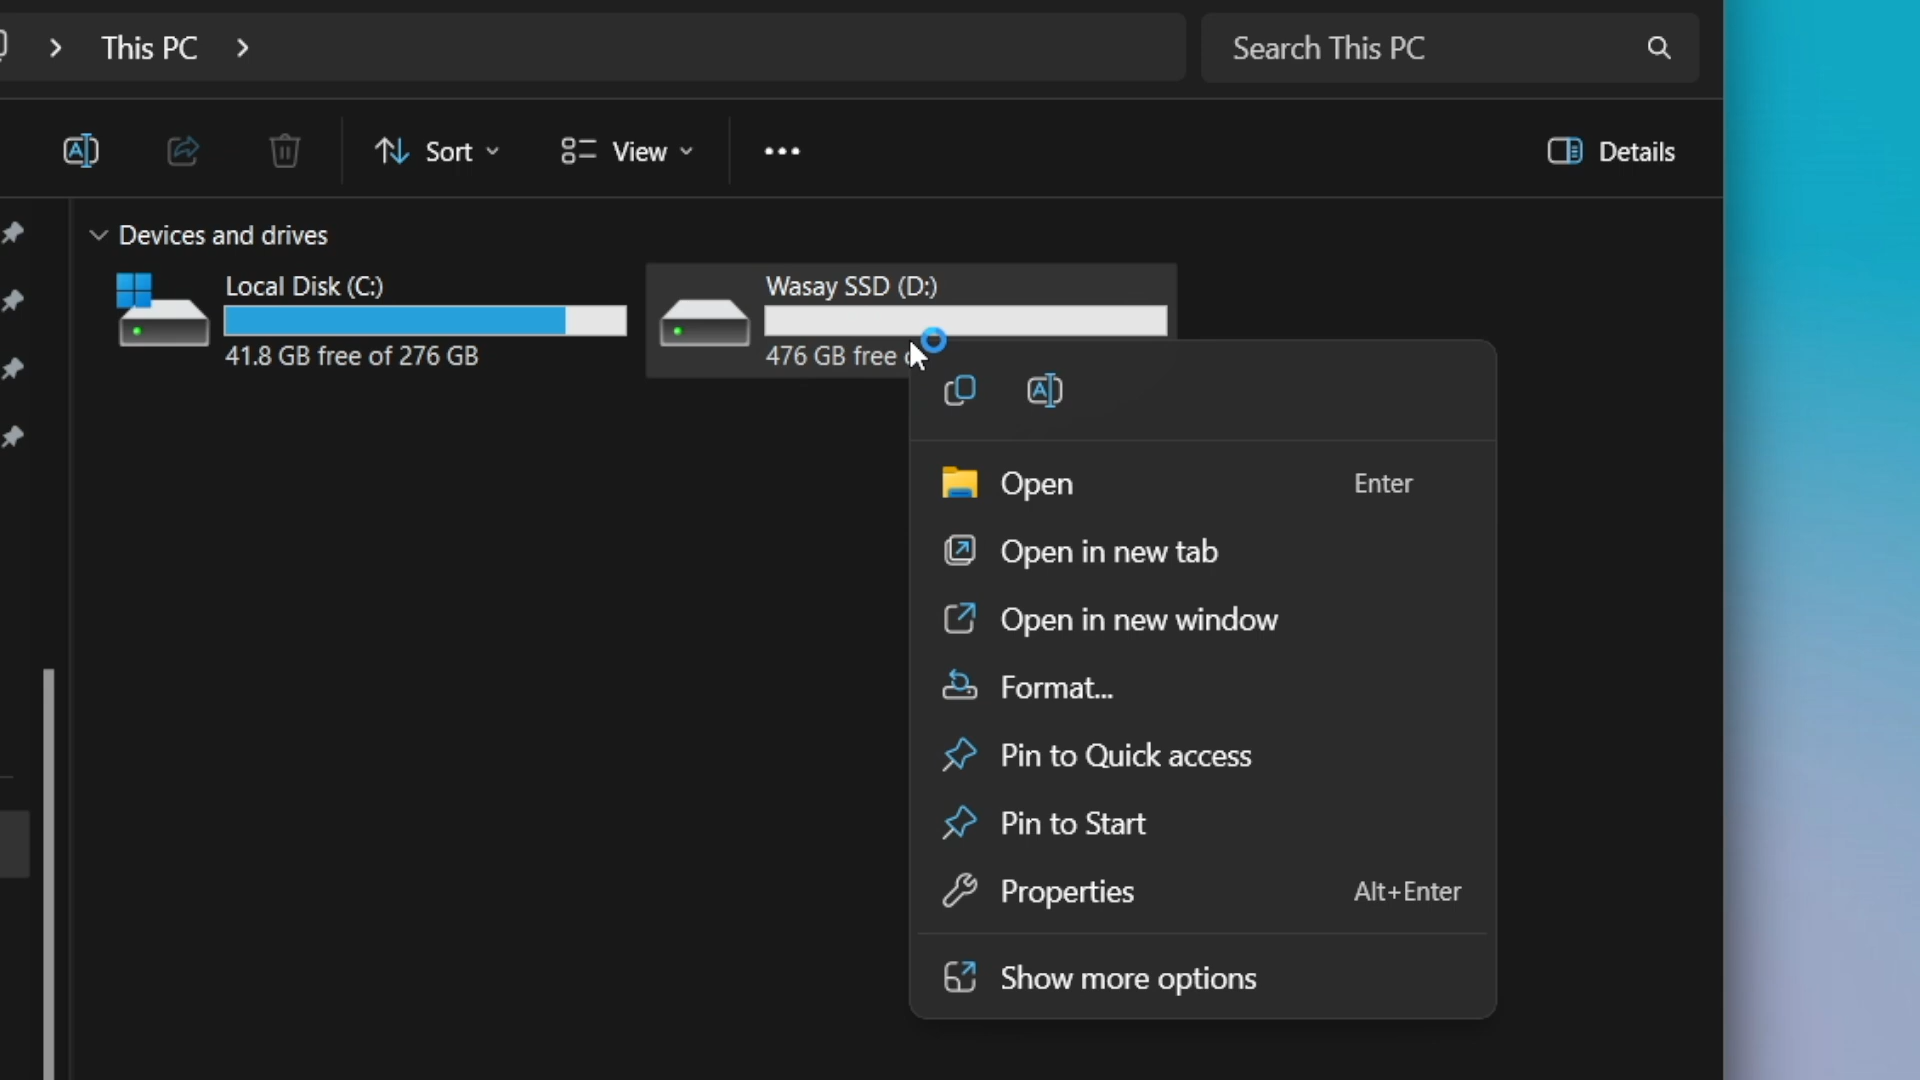 This PC
Search This PC
Sort
View
Details
Devices and drives
Local Disk (C:)
41.8 GB free of 276 GB
Wasay SSD (D:)
476 GB free
Open Enter
Open in new tab
Open in new window
Format...
Pin to Quick access
Pin to Start
Properties Alt+Enter
Show more options